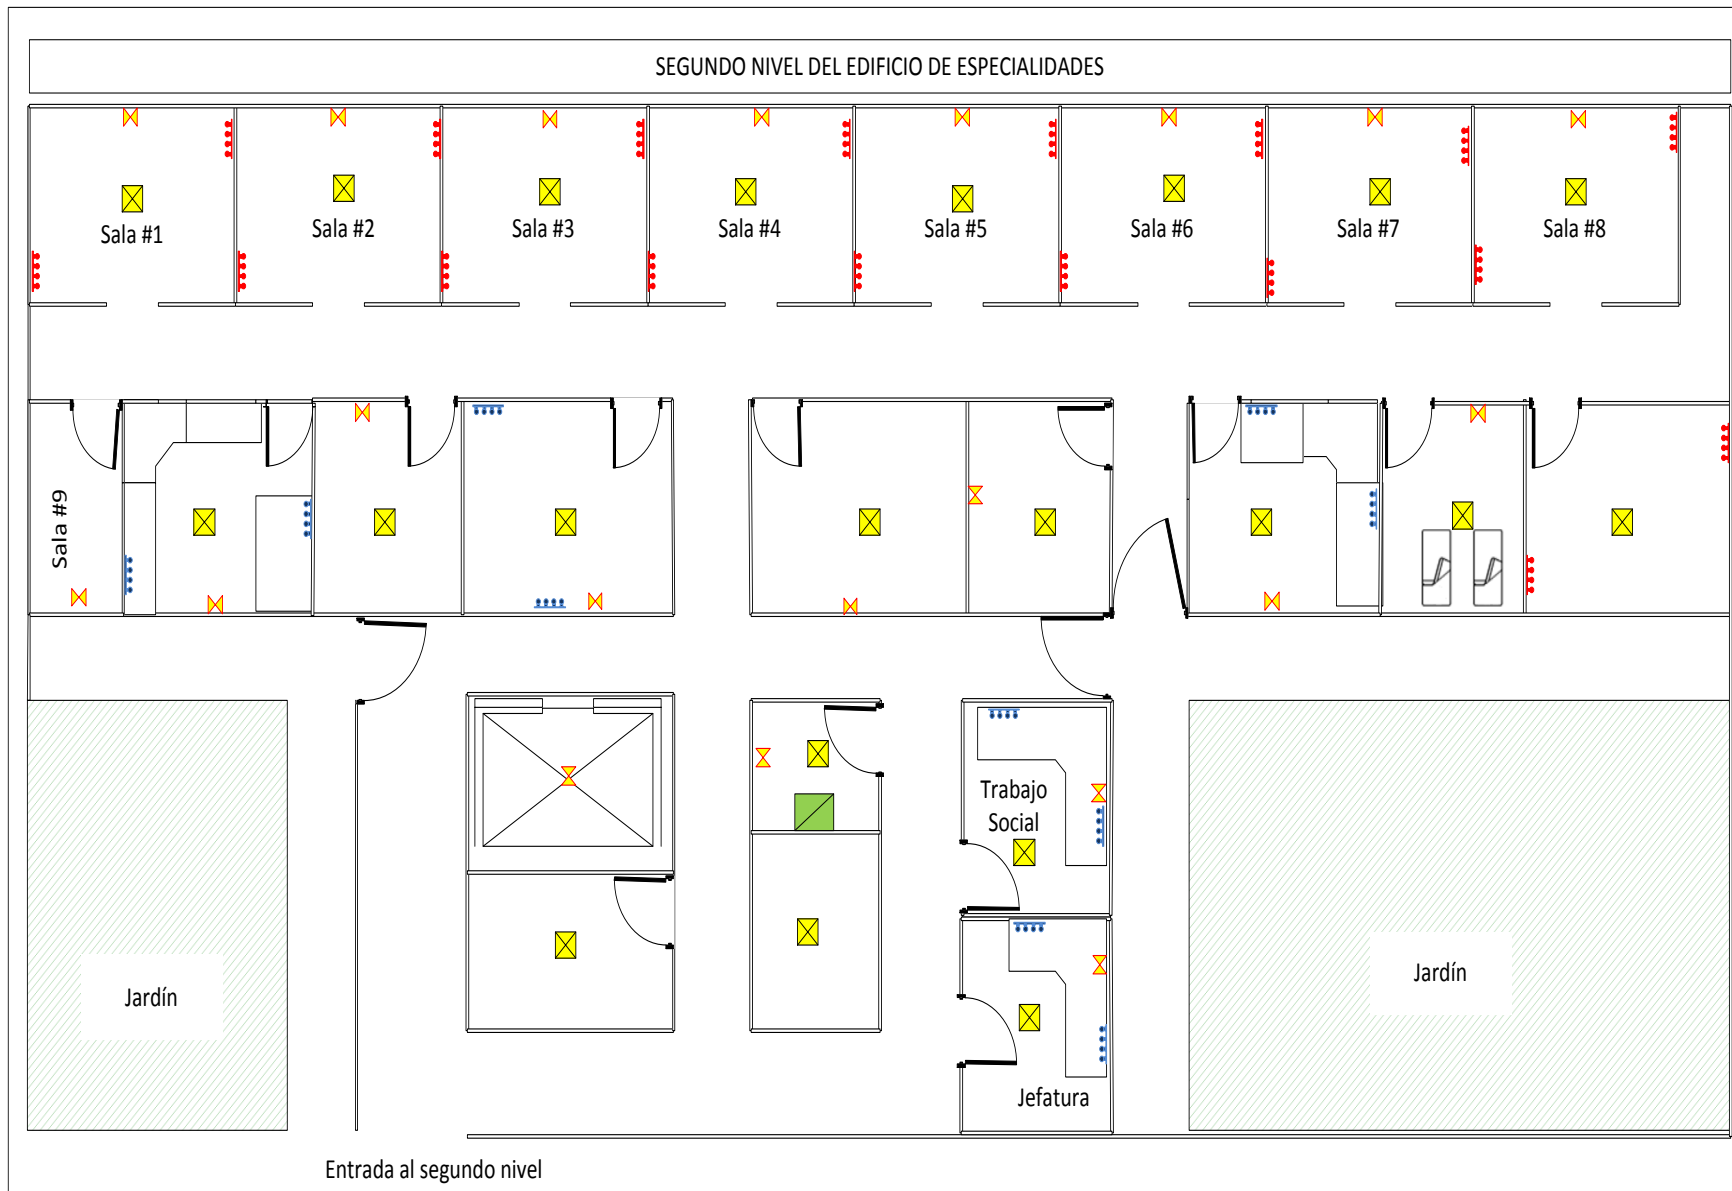 SEGUNDO NIVEL DEL EDIFICIO DE ESPECIALIDADES
Sala #1
Sala #2
Sala #3
Sala #4
Sala #5
Sala #6
Sala #7
Sala #8
Sala #9
Trabajo
Social
Jardín
Jardín
Jefatura
Entrada al segundo nivel